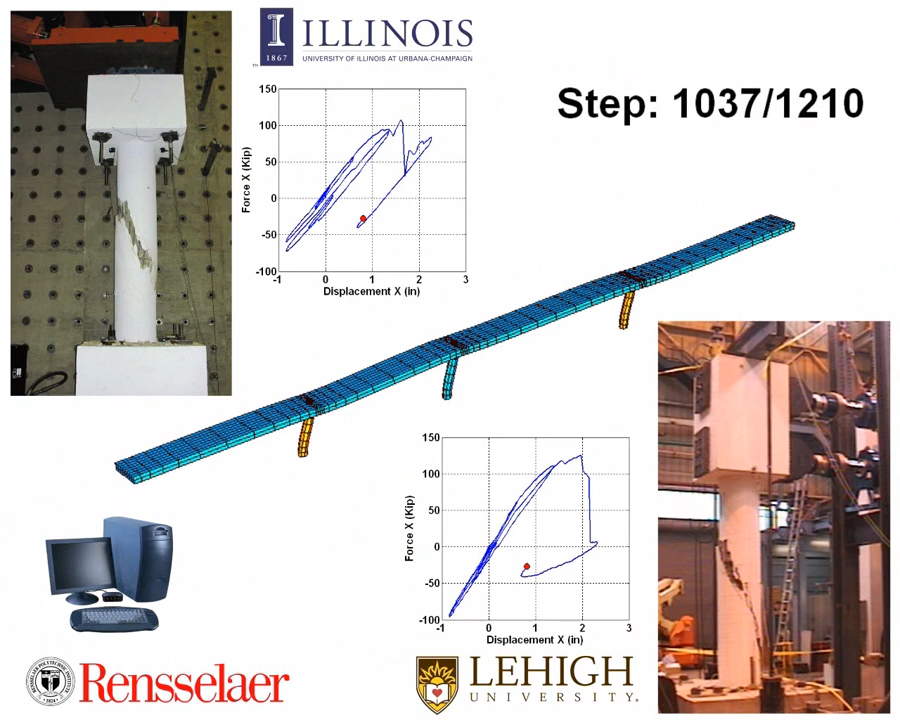 I
1867
ILLINOIS
UNIVERSITY OF ILLINOIS AT URBANA-CHAMPAIGN
TM
Step: 1037/1210
150
100
50
0
-50
-100
-1 0 1 2 3
Force X (Kip)
Displacement X (in)
150
100
50
0
-50
-100
-1 0 1 2 3
Force X (Kip)
Displacement X (in)
Rensselaer
LEHIGH
UNIVERSITY.